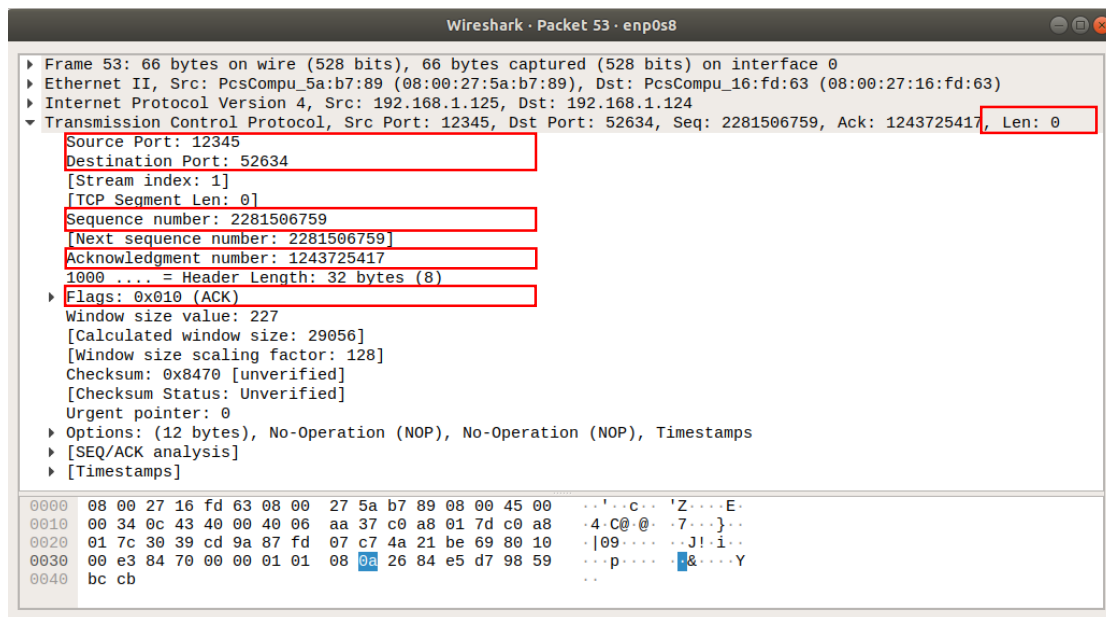 Wireshark · Packet 53 · enp0s8
Frame 53: 66 bytes on wire (528 bits), 66 bytes captured (528 bits) on interface 0
Ethernet II, Src: PcsCompu_5a:b7:89 (08:00:27:5a:b7:89), Dst: PcsCompu_16:fd:63 (08:00:27:16:fd:63)
Internet Protocol Version 4, Src: 192.168.1.125, Dst: 192.168.1.124
Transmission Control Protocol, Src Port: 12345, Dst Port: 52634, Seq: 2281506759, Ack: 1243725417, Len: 0
Source Port: 12345
Destination Port: 52634
[Stream index: 1]
[TCP Segment Len: 0]
Sequence number: 2281506759
[Next sequence number: 2281506759]
Acknowledgment number: 1243725417
1000 .... = Header Length: 32 bytes (8)
Flags: 0x010 (ACK)
Window size value: 227
[Calculated window size: 29056]
[Window size scaling factor: 128]
Checksum: 0x8470 [unverified]
[Checksum Status: Unverified]
Urgent pointer: 0
Options: (12 bytes), No-Operation (NOP), No-Operation (NOP), Timestamps
[SEQ/ACK analysis]
[Timestamps]
0000 08 00 27 16 fd 63 08 00 27 5a b7 89 08 00 45 00 ··'··c·· 'Z····E·
0010 00 34 0c 43 40 00 40 06 aa 37 c0 a8 01 7d c0 a8 ·4·C@·@· ·7···}··
0020 01 7c 30 39 cd 9a 87 fd 07 c7 4a 21 be 69 80 10 ·|09···· ··J!·i··
0030 00 e3 84 70 00 00 01 01 08 0a 26 84 e5 d7 98 59 ···p···· ··&····Y
0040 bc cb ··